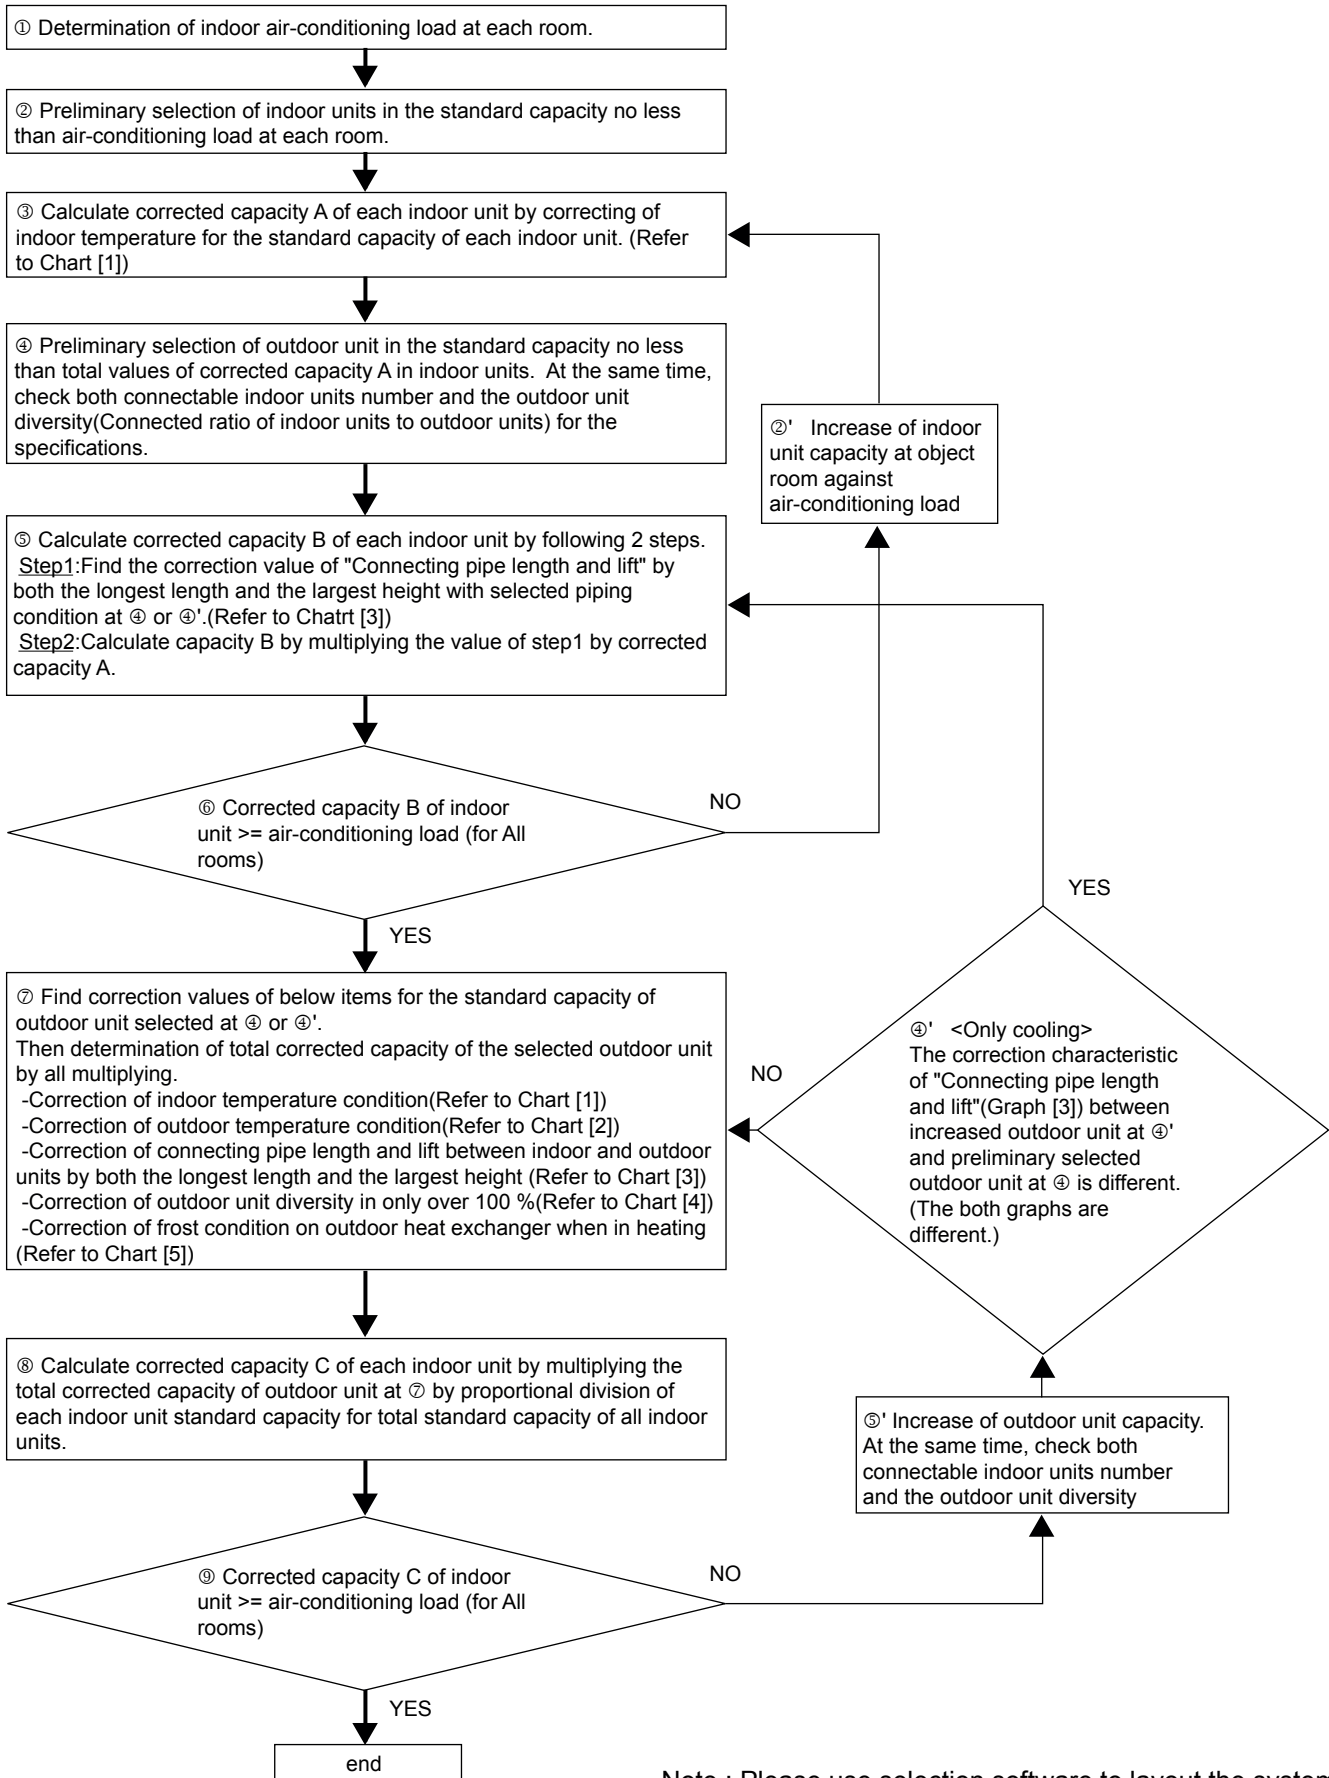 ① Determination of indoor air-conditioning load at each room.
② Preliminary selection of indoor units in the standard capacity no less
than air-conditioning load at each room.
③ Calculate corrected capacity A of each indoor unit by correcting of
indoor temperature for the standard capacity of each indoor unit. (Refer
to Chart [1])
④ Preliminary selection of outdoor unit in the standard capacity no less
than total values of corrected capacity A in indoor units. At the same time,
check both connectable indoor units number and the outdoor unit
diversity(Connected ratio of indoor units to outdoor units) for the
specifications.
②' Increase of indoor
unit capacity at object
room against
air-conditioning load
⑤ Calculate corrected capacity B of each indoor unit by following 2 steps.
Step1:Find the correction value of "Connecting pipe length and lift" by
both the longest length and the largest height with selected piping
condition at ④ or ④'.(Refer to Chatrt [3])
Step2:Calculate capacity B by multiplying the value of step1 by corrected
capacity A.
⑥ Corrected capacity B of indoor
unit >= air-conditioning load (for All
rooms)
NO
YES
YES
⑦ Find correction values of below items for the standard capacity of
outdoor unit selected at ④ or ④'.
Then determination of total corrected capacity of the selected outdoor unit
by all multiplying.
-Correction of indoor temperature condition(Refer to Chart [1])
-Correction of outdoor temperature condition(Refer to Chart [2])
-Correction of connecting pipe length and lift between indoor and outdoor
units by both the longest length and the largest height (Refer to Chart [3])
-Correction of outdoor unit diversity in only over 100 %(Refer to Chart [4])
-Correction of frost condition on outdoor heat exchanger when in heating
(Refer to Chart [5])
NO
④' <Only cooling>
The correction characteristic
of "Connecting pipe length
and lift"(Graph [3]) between
increased outdoor unit at ④'
and preliminary selected
outdoor unit at ④ is different.
(The both graphs are
different.)
⑧ Calculate corrected capacity C of each indoor unit by multiplying the
total corrected capacity of outdoor unit at ⑦ by proportional division of
each indoor unit standard capacity for total standard capacity of all indoor
units.
⑤' Increase of outdoor unit capacity.
At the same time, check both
connectable indoor units number
and the outdoor unit diversity
⑨ Corrected capacity C of indoor
unit >= air-conditioning load (for All
rooms)
NO
YES
end
Note : Please use selection software to layout the system